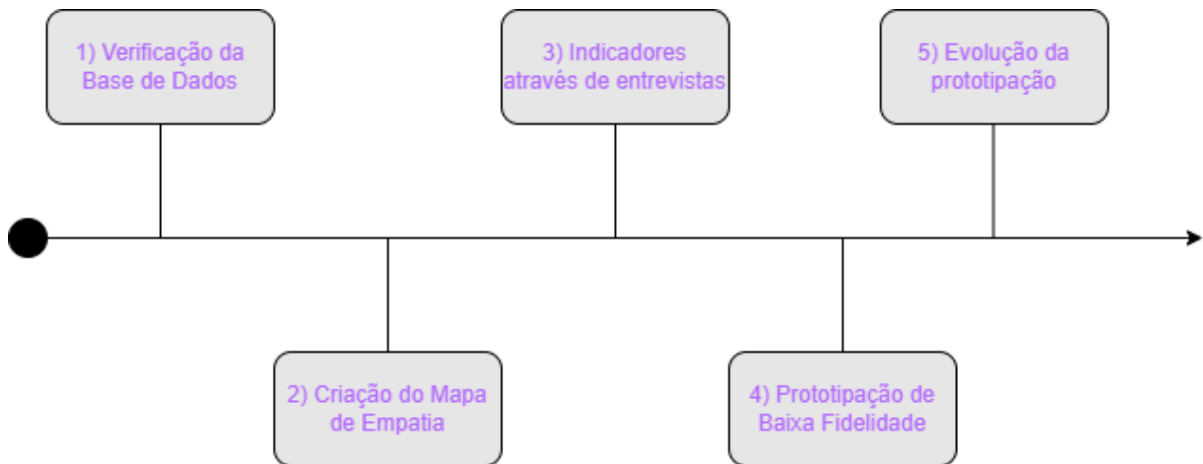 1) Verificação da
Base de Dados
2) Criação do Mapa
de Empatia
3) Indicadores
através de entrevistas
4) Prototipação de
Baixa Fidelidade
5) Evolução da
prototipação